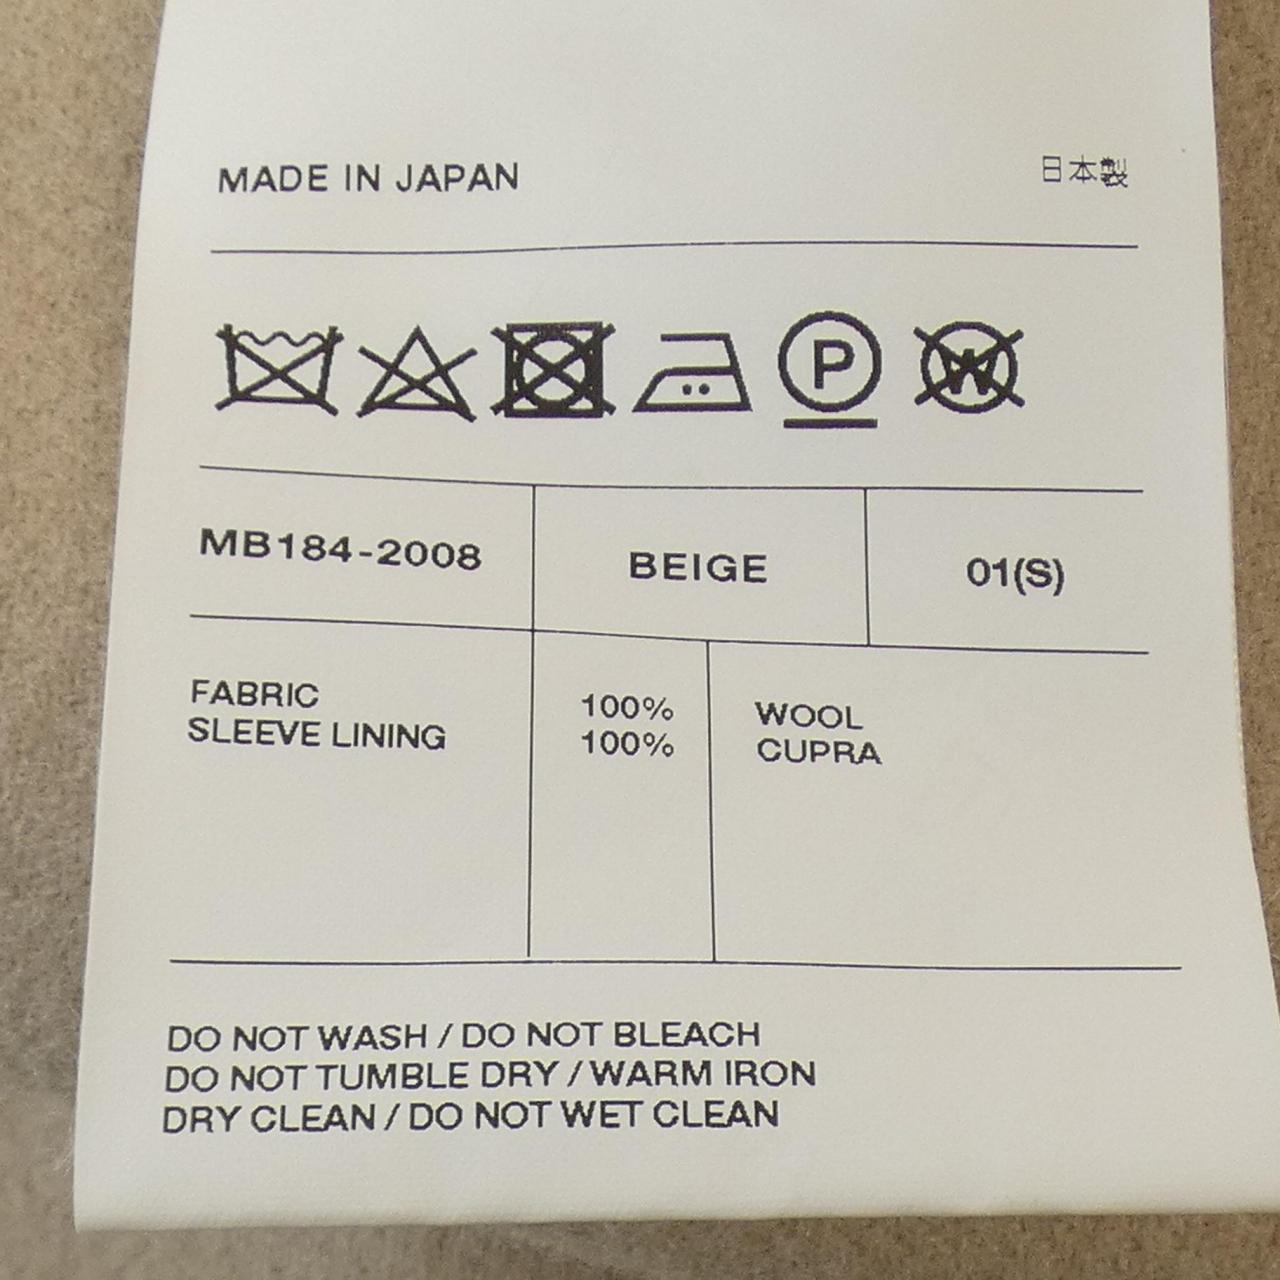 MADE IN JAPAN 日本製
P W
MB184-2008 BEIGE 01(S)
FABRIC 100% WOOL
SLEEVE LINING 100% CUPRA
DO NOT WASH / DO NOT BLEACH
DO NOT TUMBLE DRY / WARM IRON
DRY CLEAN / DO NOT WET CLEAN